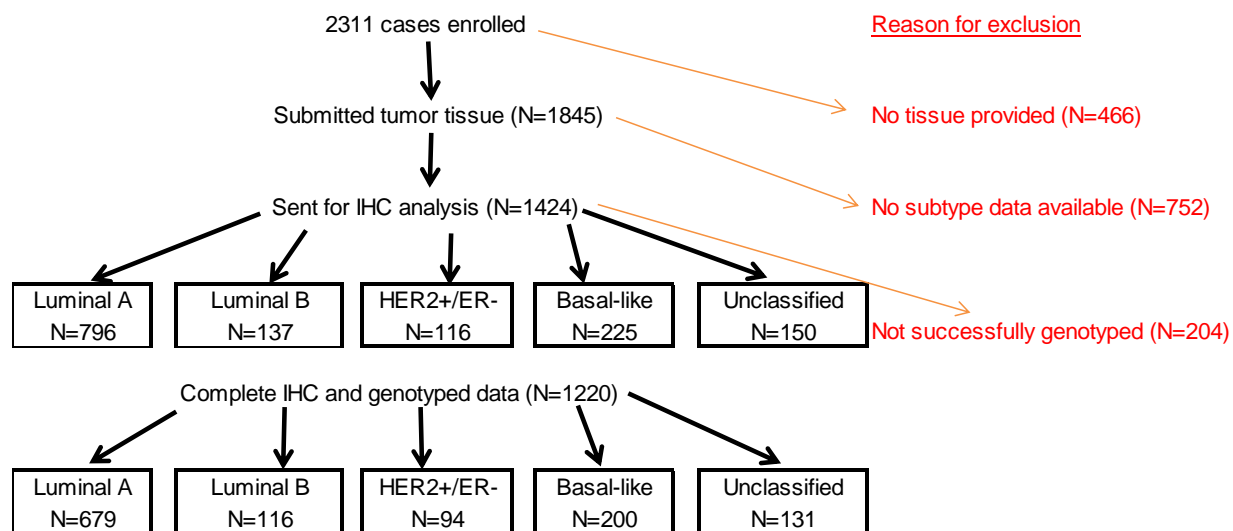 2311 cases enrolled
Reason for exclusion
Submitted tumor tissue (N=1845)
No tissue provided (N=466)
Sent for IHC analysis (N=1424)
No subtype data available (N=752)
Luminal A
N=796
Luminal B
N=137
HER2+/ER-
N=116
Basal-like
N=225
Unclassified
N=150
Not successfully genotyped (N=204)
Complete IHC and genotyped data (N=1220)
Luminal A
N=679
Luminal B
N=116
HER2+/ER-
N=94
Basal-like
N=200
Unclassified
N=131